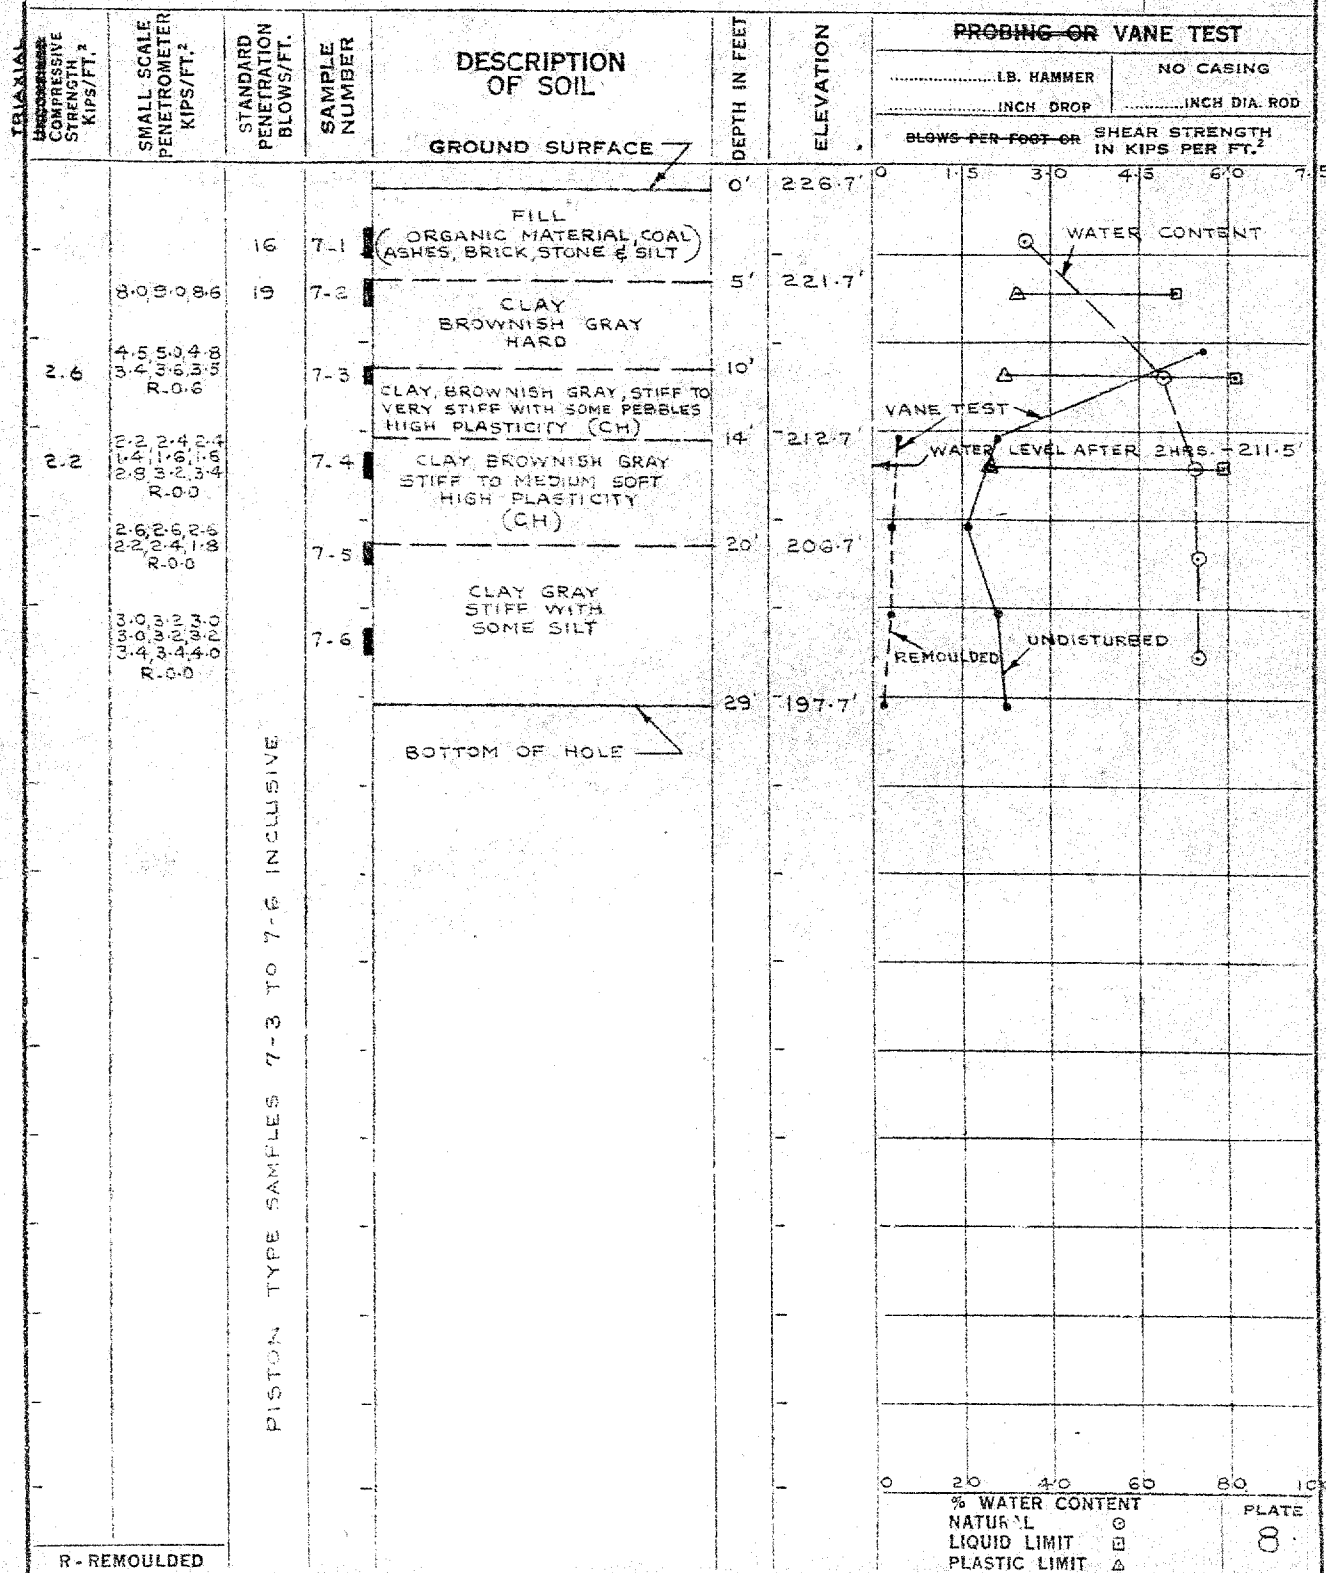 TRIAXIAL
COMPRESSIVE
STRENGTH
KIPS/FT.²
SMALL SCALE
PENETROMETER
KIPS/FT.²
STANDARD
PENETRATION
BLOWS/FT.
SAMPLE
NUMBER
DESCRIPTION
OF SOIL
GROUND SURFACE
DEPTH IN FEET
ELEVATION
PROBING OR VANE TEST
LB. HAMMER
NO CASING
INCH DROP
INCH DIA. ROD
BLOWS PER FOOT OR SHEAR STRENGTH
IN KIPS PER FT.²
0 1.5 3.0 4.5 6.0 7.5
0' 226.7'
16 7-1
FILL
(ORGANIC MATERIAL, COAL
ASHES, BRICK, STONE & SILT)
WATER CONTENT
5' 221.7'
8.0, 9.0, 8.6 19 7-2
CLAY
BROWNISH GRAY
HARD
4.5, 5.0, 4.8
2.6 3.4, 3.6, 3.5 7-3
R-0.6
10'
CLAY, BROWNISH GRAY, STIFF TO
VERY STIFF WITH SOME PEBBLES
HIGH PLASTICITY (CH)
VANE TEST
14' 212.7'
WATER LEVEL AFTER 2HRS. - 211.5'
2.2, 2.4, 2.4
2.2 1.4, 1.6, 1.6 7-4
2.8, 3.2, 3.4
R-0.0
CLAY BROWNISH GRAY
STIFF TO MEDIUM SOFT
HIGH PLASTICITY
(CH)
2.6, 2.6, 2.6
2.2, 2.4, 1.8 7-5
R-0.0
20' 206.7'
CLAY GRAY
STIFF WITH
SOME SILT
3.0, 3.2, 3.0
3.0, 3.2, 3.2 7-6
3.4, 3.4, 4.0
R-0.0
UNDISTURBED
REMOULDED
29' 197.7'
BOTTOM OF HOLE
PISTON TYPE SAMPLES 7-3 TO 7-6 INCLUSIVE
0 20 40 60 80 100
% WATER CONTENT
NATURAL
LIQUID LIMIT
PLASTIC LIMIT
PLATE
8.
R - REMOULDED